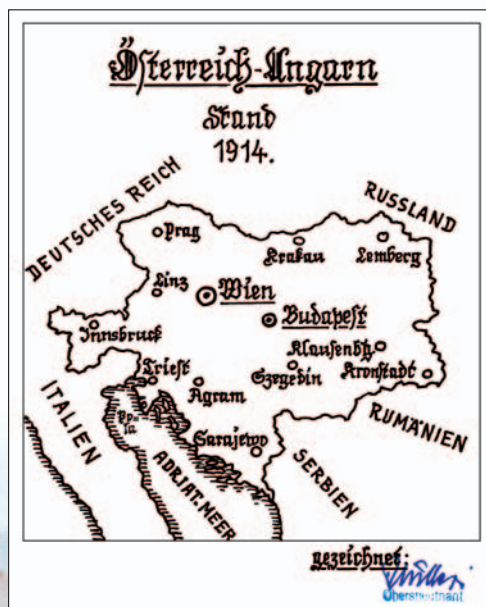 Österreich-Ungarn
Stand
1914.
DEUTSCHES REICH
RUSSLAND
Prag
Krakau
Lemberg
Linz
Wien
Budapest
Innsbruck
Klausenbg.
Triest
Agram
Szegedin
Kronstadt
ITALIEN
Sarajewo
ADRIAT.MEER
SERBIEN
RUMÄNIEN
gezeichnet:
Oberstleutnant